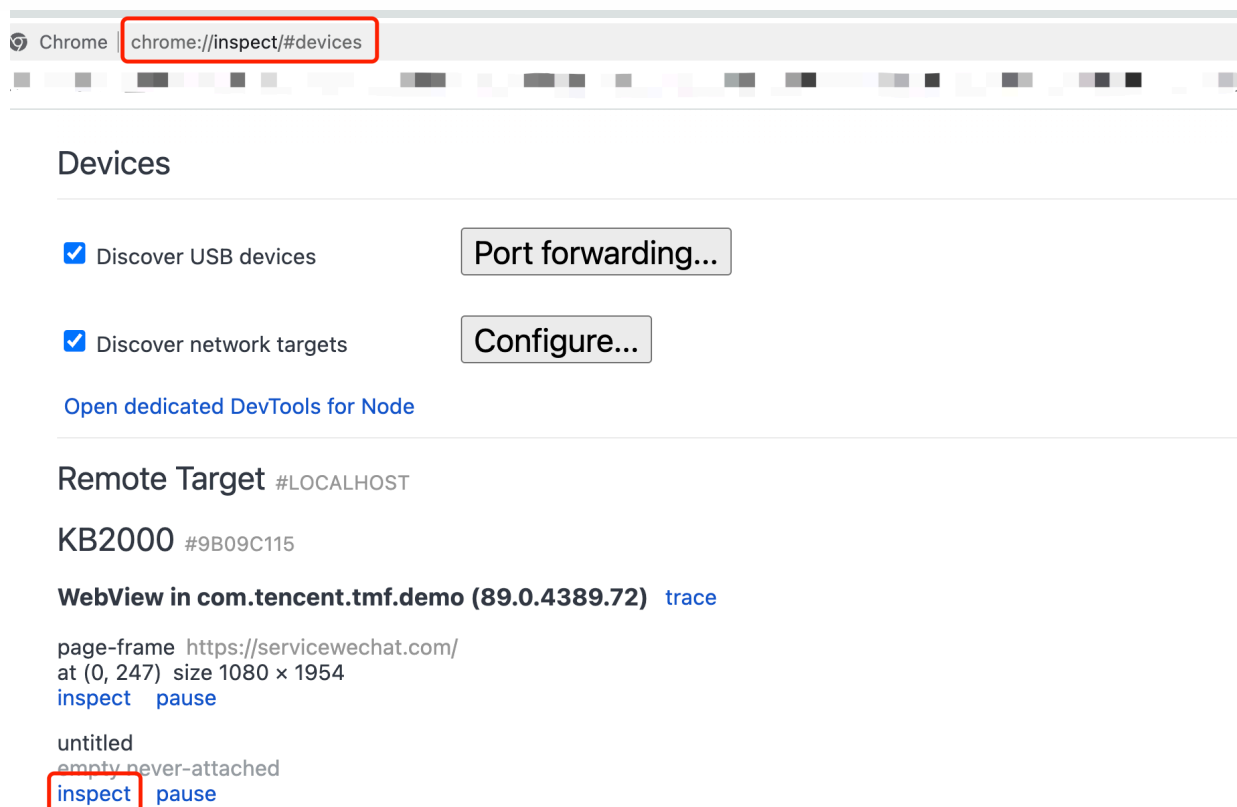 Chrome | chrome://inspect/#devices
Devices
Discover USB devices Port forwarding...
Discover network targets Configure...
Open dedicated DevTools for Node
Remote Target #LOCALHOST
KB2000 #9B09C115
WebView in com.tencent.tmf.demo (89.0.4389.72) trace
page-frame https://servicewechat.com/
at (0, 247) size 1080 × 1954
inspect pause
untitled
empty never-attached
inspect pause